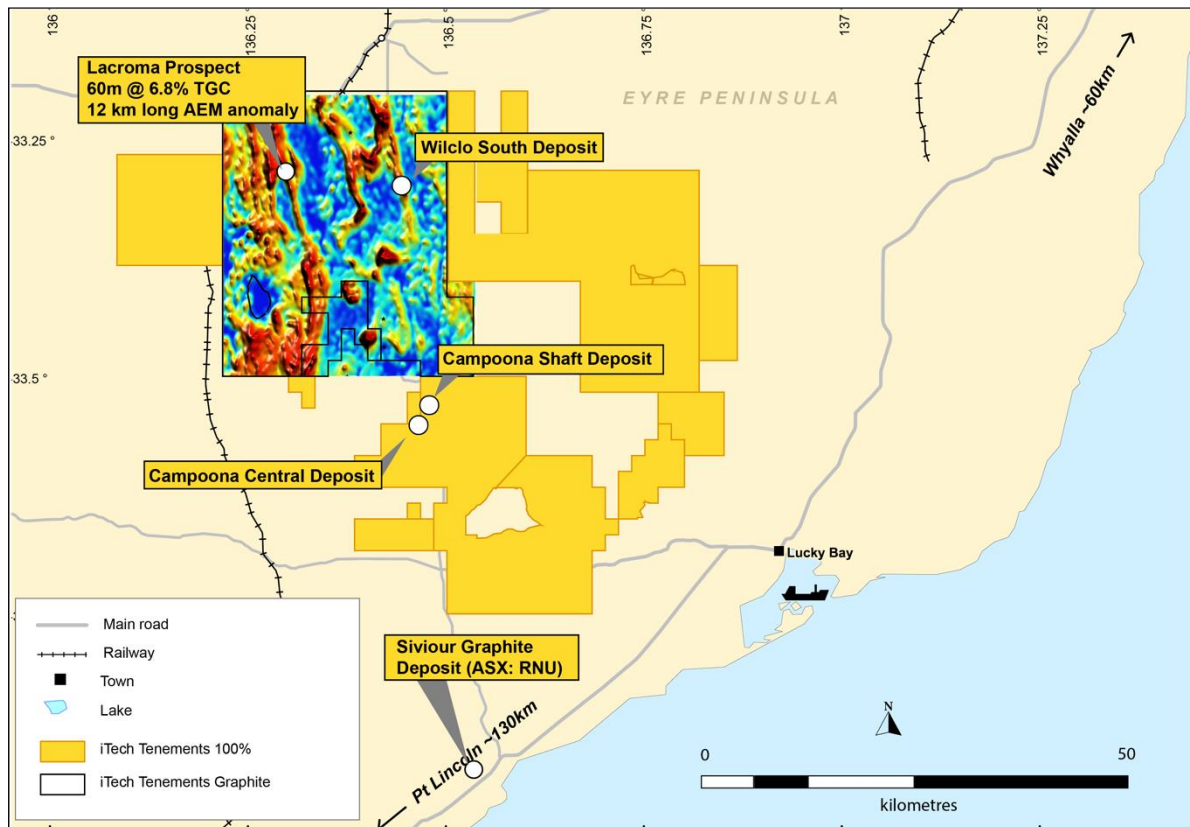 136
136.25
136.5
136.75
137
137.25
Lacroma Prospect
60m @ 6.8% TGC
12 km long AEM anomaly
EYRE PENINSULA
Whyalla ~60km
33.25 °
Wilclo South Deposit
Campoona Shaft Deposit
33.5 °
Campoona Central Deposit
Lucky Bay
Siviour Graphite
Deposit (ASX: RNU)
Pt Lincoln ~130km
Main road
Railway
Town
Lake
iTech Tenements 100%
iTech Tenements Graphite
N
0
50
kilometres